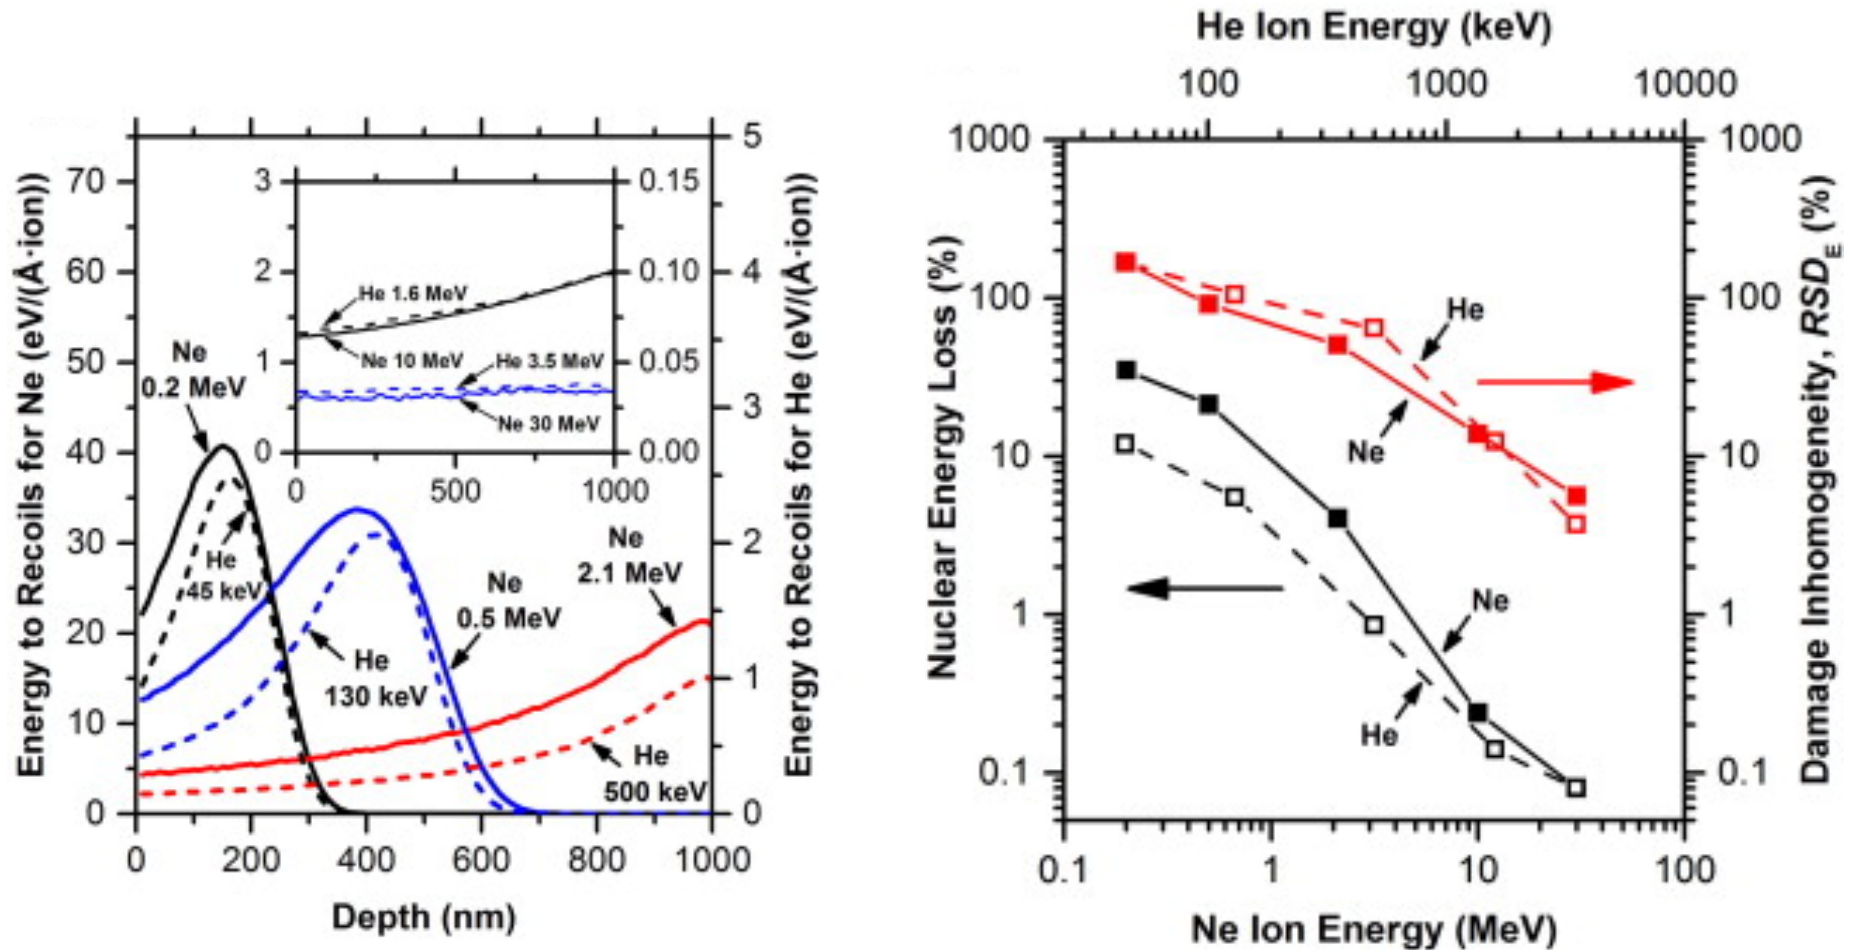 Energy to Recoils for Ne (eV/(Å·ion))
70
60
50
40
30
20
10
0
0
200
400
600
800
1000
Depth (nm)
5
4
3
2
1
0
Energy to Recoils for He (eV/(Å·ion))
Ne
0.2 MeV
He
45 keV
He
130 keV
Ne
0.5 MeV
Ne
2.1 MeV
He
500 keV
3
2
1
0
0
500
1000
0.15
0.10
0.05
0.00
He 1.6 MeV
Ne 10 MeV
He 3.5 MeV
Ne 30 MeV
He Ion Energy (keV)
100
1000
10000
Nuclear Energy Loss (%)
1000
100
10
1
0.1
0.1
1
10
100
Ne Ion Energy (MeV)
1000
100
10
1
0.1
Damage Inhomogeneity, RSD_E (%)
He
Ne
Ne
He